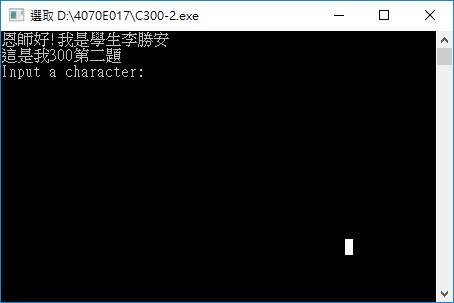 選取 D:\4070E017\C300-2.exe
恩師好!我是學生李勝安
這是我300第二題
Input a character: